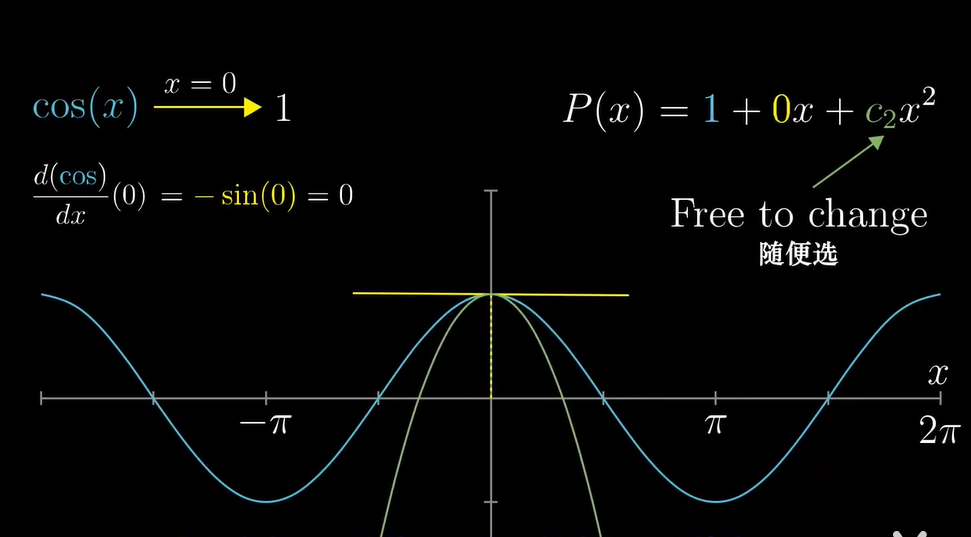 cos(x) x = 0 1
P(x) = 1 + 0x + c₂x²
d(cos)/dx (0) = − sin(0) = 0
Free to change
随便选
x
−π
π
2π